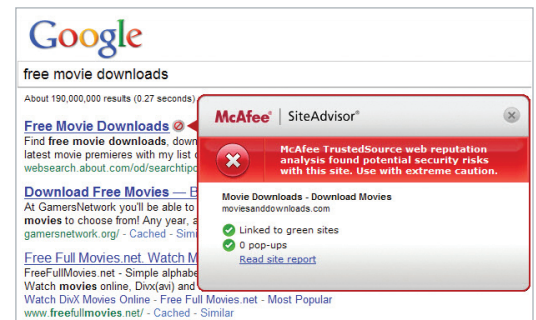 Google
free movie downloads
About 190,000,000 results (0.27 seconds)
Free Movie Downloads
Find free movie downloads, down
latest movie premieres with my list
websearch.about.com/od/searchtip
Download Free Movies — B
At GamersNetwork you'll be able to
movies to choose from! Any year, a
gamersnetwork.org/ - Cached - Simi
Free Full Movies.net. Watch M
FreeFullMovies.net - Simple alphabe
Watch movies online, Divx(avi) and
Watch DivX Movies Online - Free Full Movies.net - Most Popular
www.freefullmovies.net/ - Cached - Similar
McAfee | SiteAdvisor
McAfee TrustedSource web reputation
analysis found potential security risks
with this site. Use with extreme caution.
Movie Downloads - Download Movies
moviesanddownloads.com
Linked to green sites
0 pop-ups
Read site report